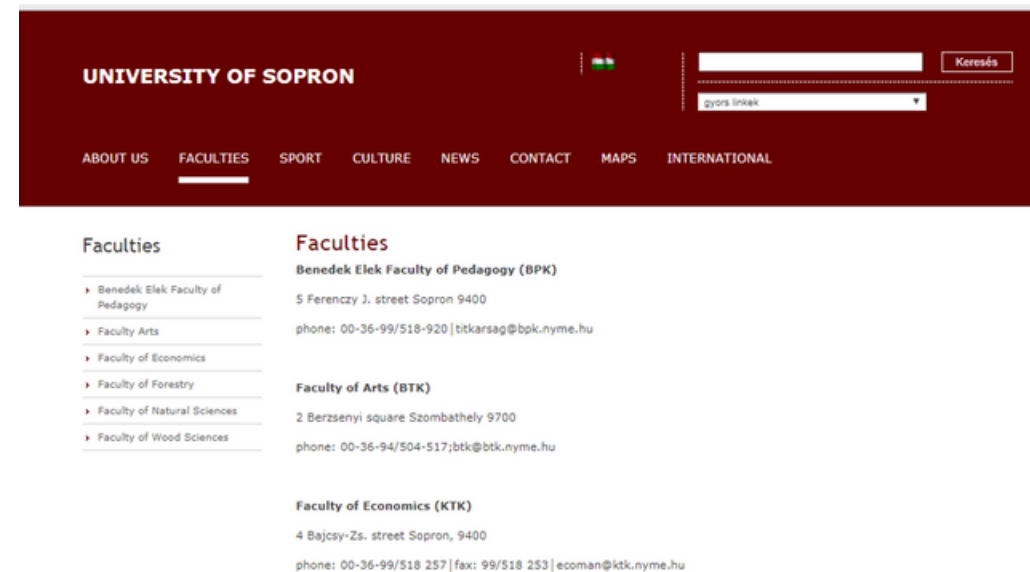 UNIVERSITY OF SOPRON
Keresés
gyors linkek
ABOUT US FACULTIES SPORT CULTURE NEWS CONTACT MAPS INTERNATIONAL
Faculties
Benedek Elek Faculty of
Pedagogy
Faculty Arts
Faculty of Economics
Faculty of Forestry
Faculty of Natural Sciences
Faculty of Wood Sciences
Faculties
Benedek Elek Faculty of Pedagogy (BPK)
5 Ferenczy J. street Sopron 9400
phone: 00-36-99/518-920|titkarsag@bpk.nyme.hu
Faculty of Arts (BTK)
2 Berzsenyi square Szombathely 9700
phone: 00-36-94/504-517;btk@btk.nyme.hu
Faculty of Economics (KTK)
4 Bajcsy-Zs. street Sopron, 9400
phone: 00-36-99/518 257|fax: 99/518 253|ecoman@ktk.nyme.hu